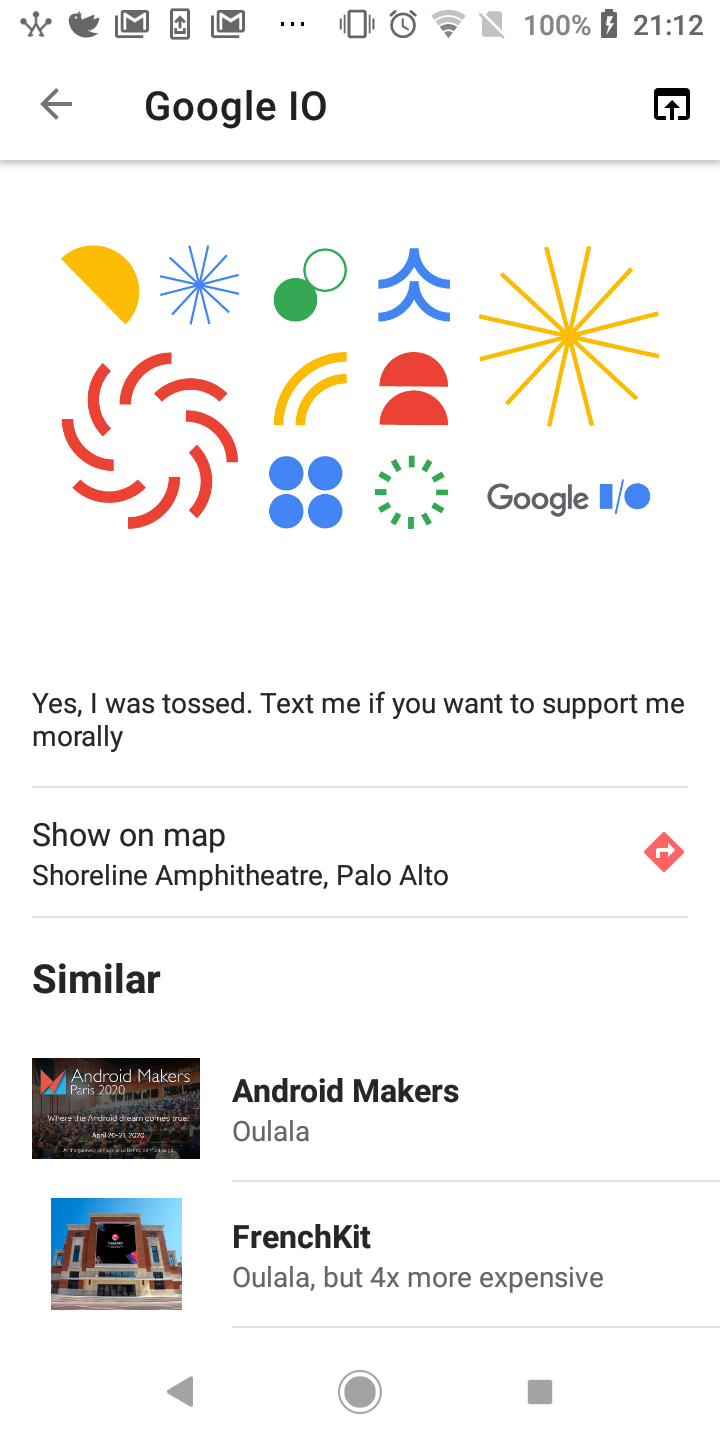 100% 21:12
Google IO
Google I/O
Yes, I was tossed. Text me if you want to support me
morally
Show on map
Shoreline Amphitheatre, Palo Alto
Similar
Android Makers
Paris 2020
Where the Android dream comes true!
April 20-21, 2020
Android Makers
Oulala
FrenchKit
Oulala, but 4x more expensive